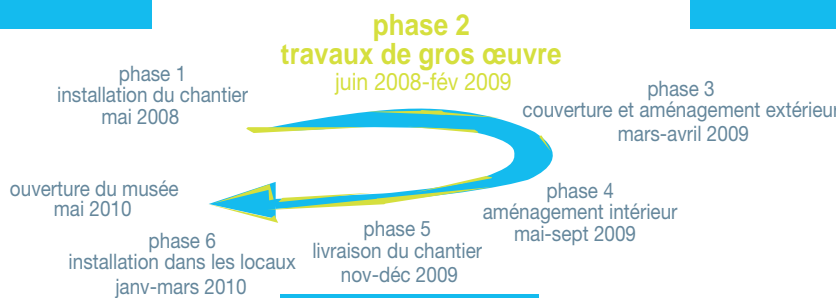 phase 1
installation du chantier
mai 2008
phase 2
travaux de gros œuvre
juin 2008-fév 2009
phase 3
couverture et aménagement extérieur
mars-avril 2009
phase 4
aménagement intérieur
mai-sept 2009
phase 5
livraison du chantier
nov-déc 2009
phase 6
installation dans les locaux
janv-mars 2010
ouverture du musée
mai 2010